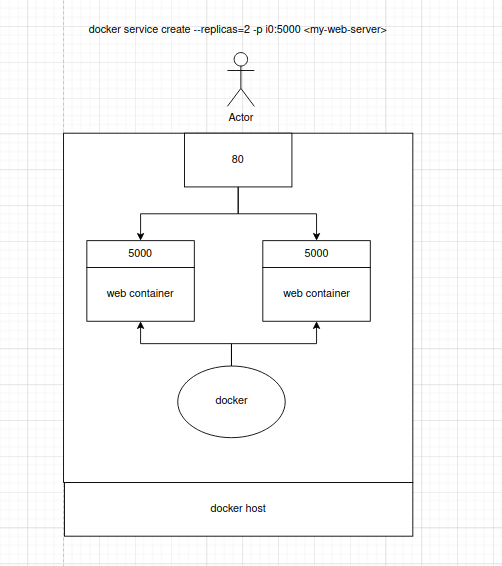 docker service create --replicas=2 -p i0:5000 <my-web-server>
Actor
80
5000
5000
web container
web container
docker
docker host